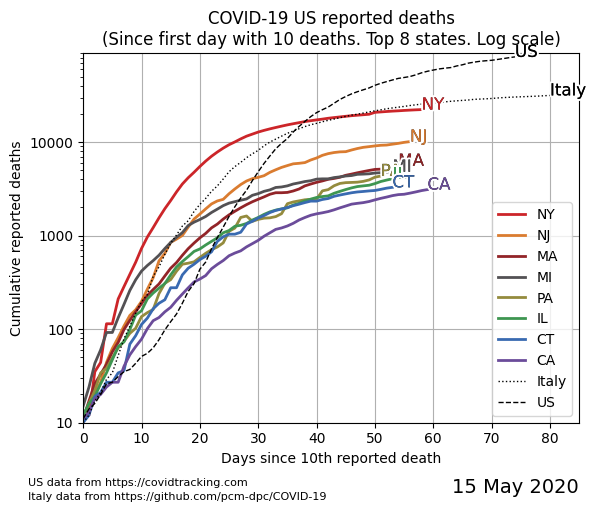 COVID-19 US reported deaths
(Since first day with 10 deaths. Top 8 states. Log scale)
US
Italy
NY
NJ
MA
MI
PA
IL
CT
CA
Cumulative reported deaths
10000
1000
100
10
NY
NJ
MA
MI
PA
IL
CT
CA
Italy
US
0 10 20 30 40 50 60 70 80
Days since 10th reported death
US data from https://covidtracking.com
Italy data from https://github.com/pcm-dpc/COVID-19
15 May 2020